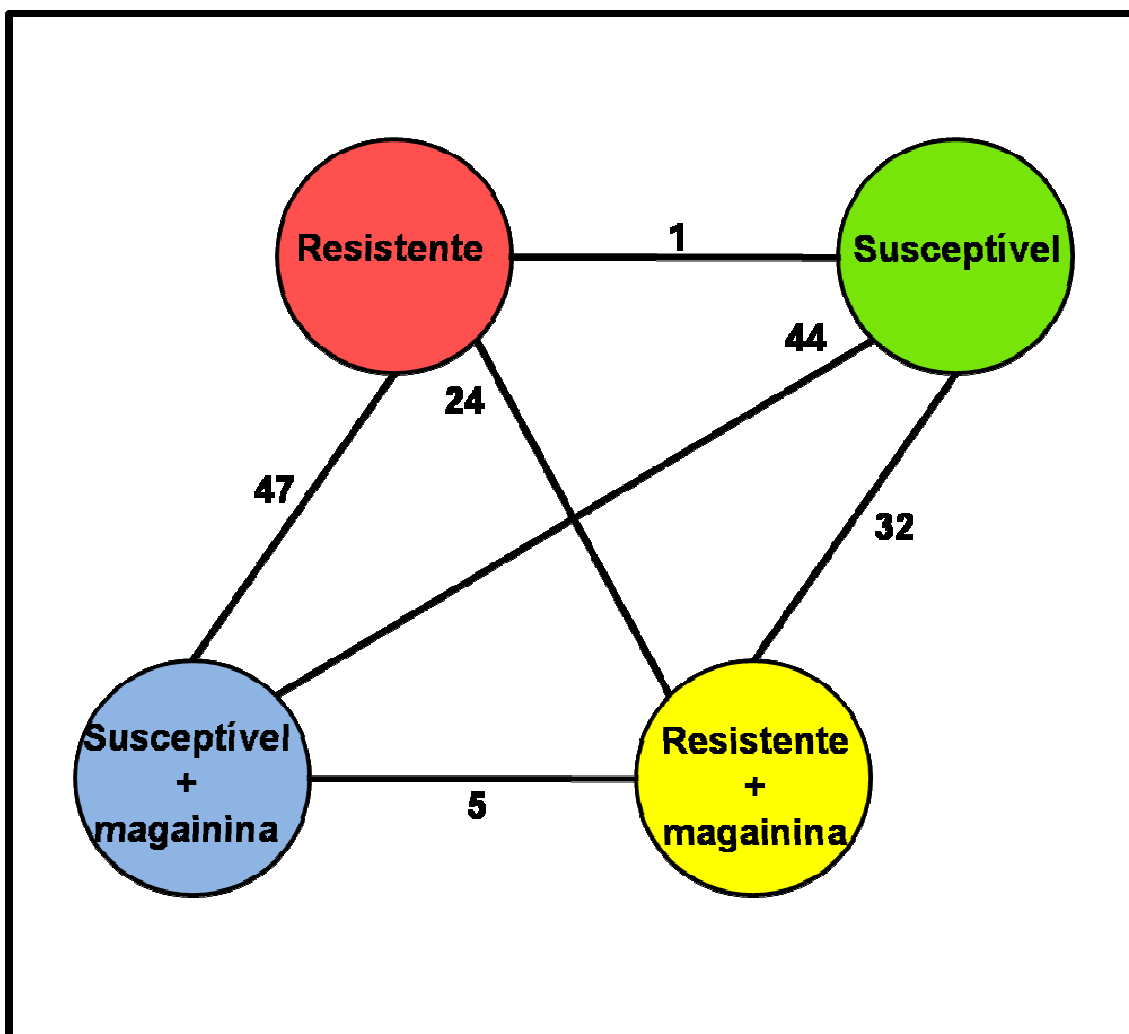 Resistente
1
Susceptível
44
24
47
32
Susceptível
+
magainina
5
Resistente
+
magainina